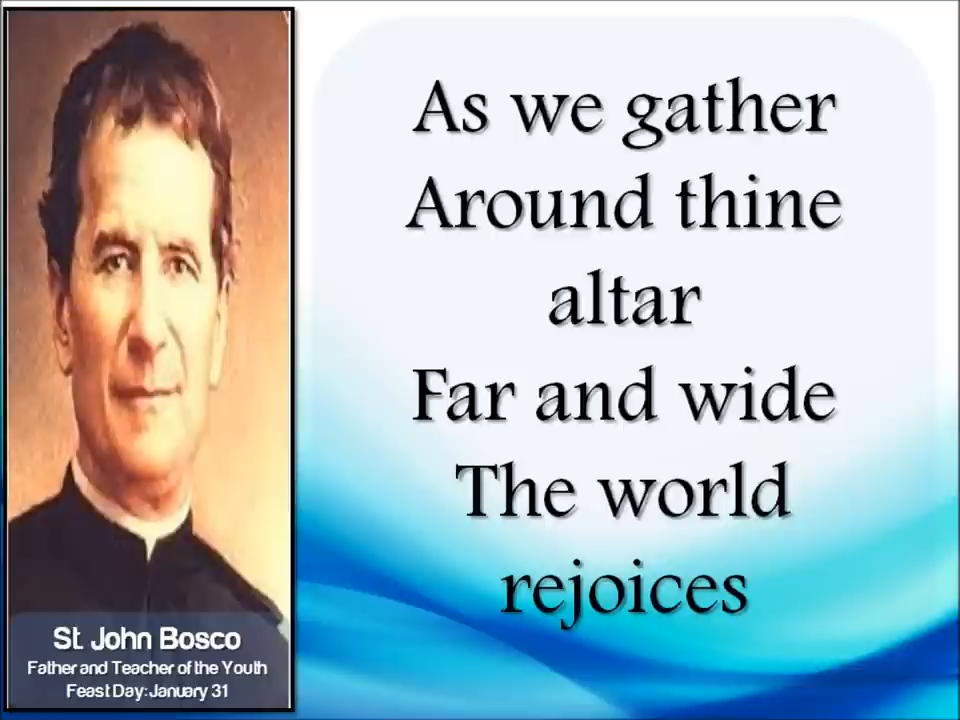 As we gather
Around thine
altar
Far and wide
The world
rejoices
St. John Bosco
Father and Teacher of the Youth
Feast Day: January 31